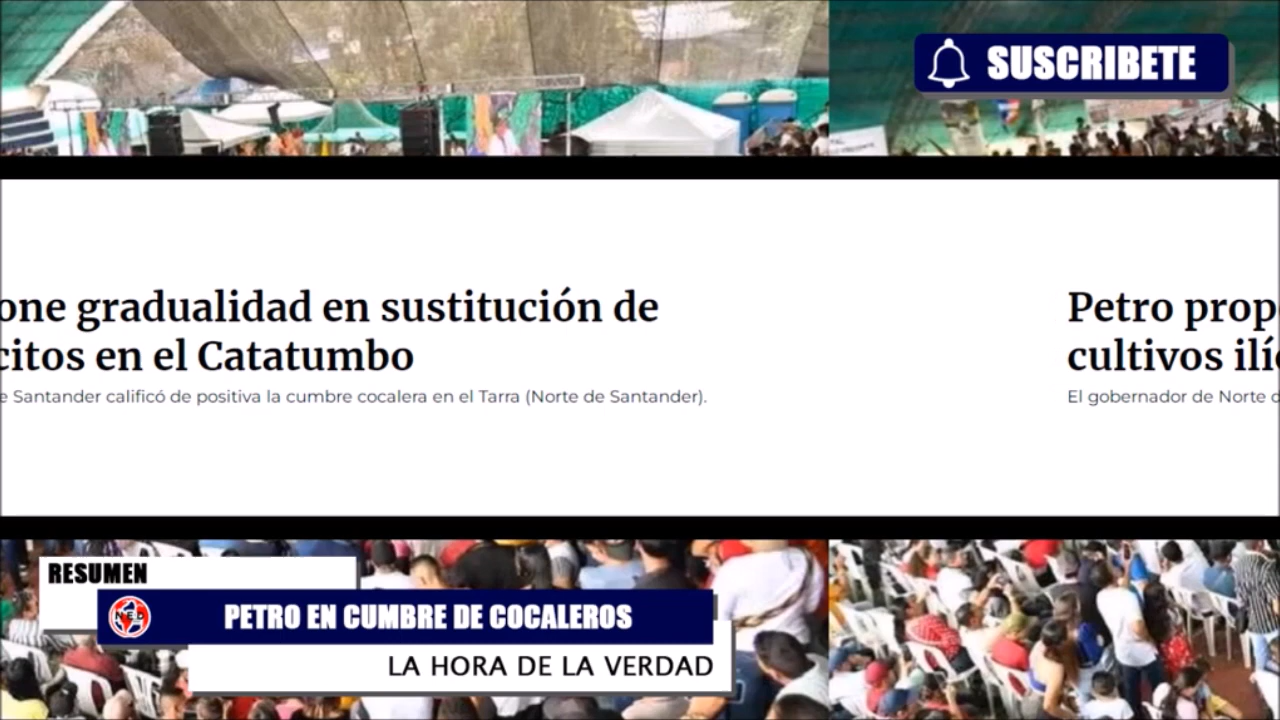 SUSCRIBETE
one gradualidad en sustitución de
citos en el Catatumbo
e Santander calificó de positiva la cumbre cocalera en el Tarra (Norte de Santander).
Petro prop
cultivos ilí
El gobernador de Norte d
RESUMEN
PETRO EN CUMBRE DE COCALEROS
LA HORA DE LA VERDAD